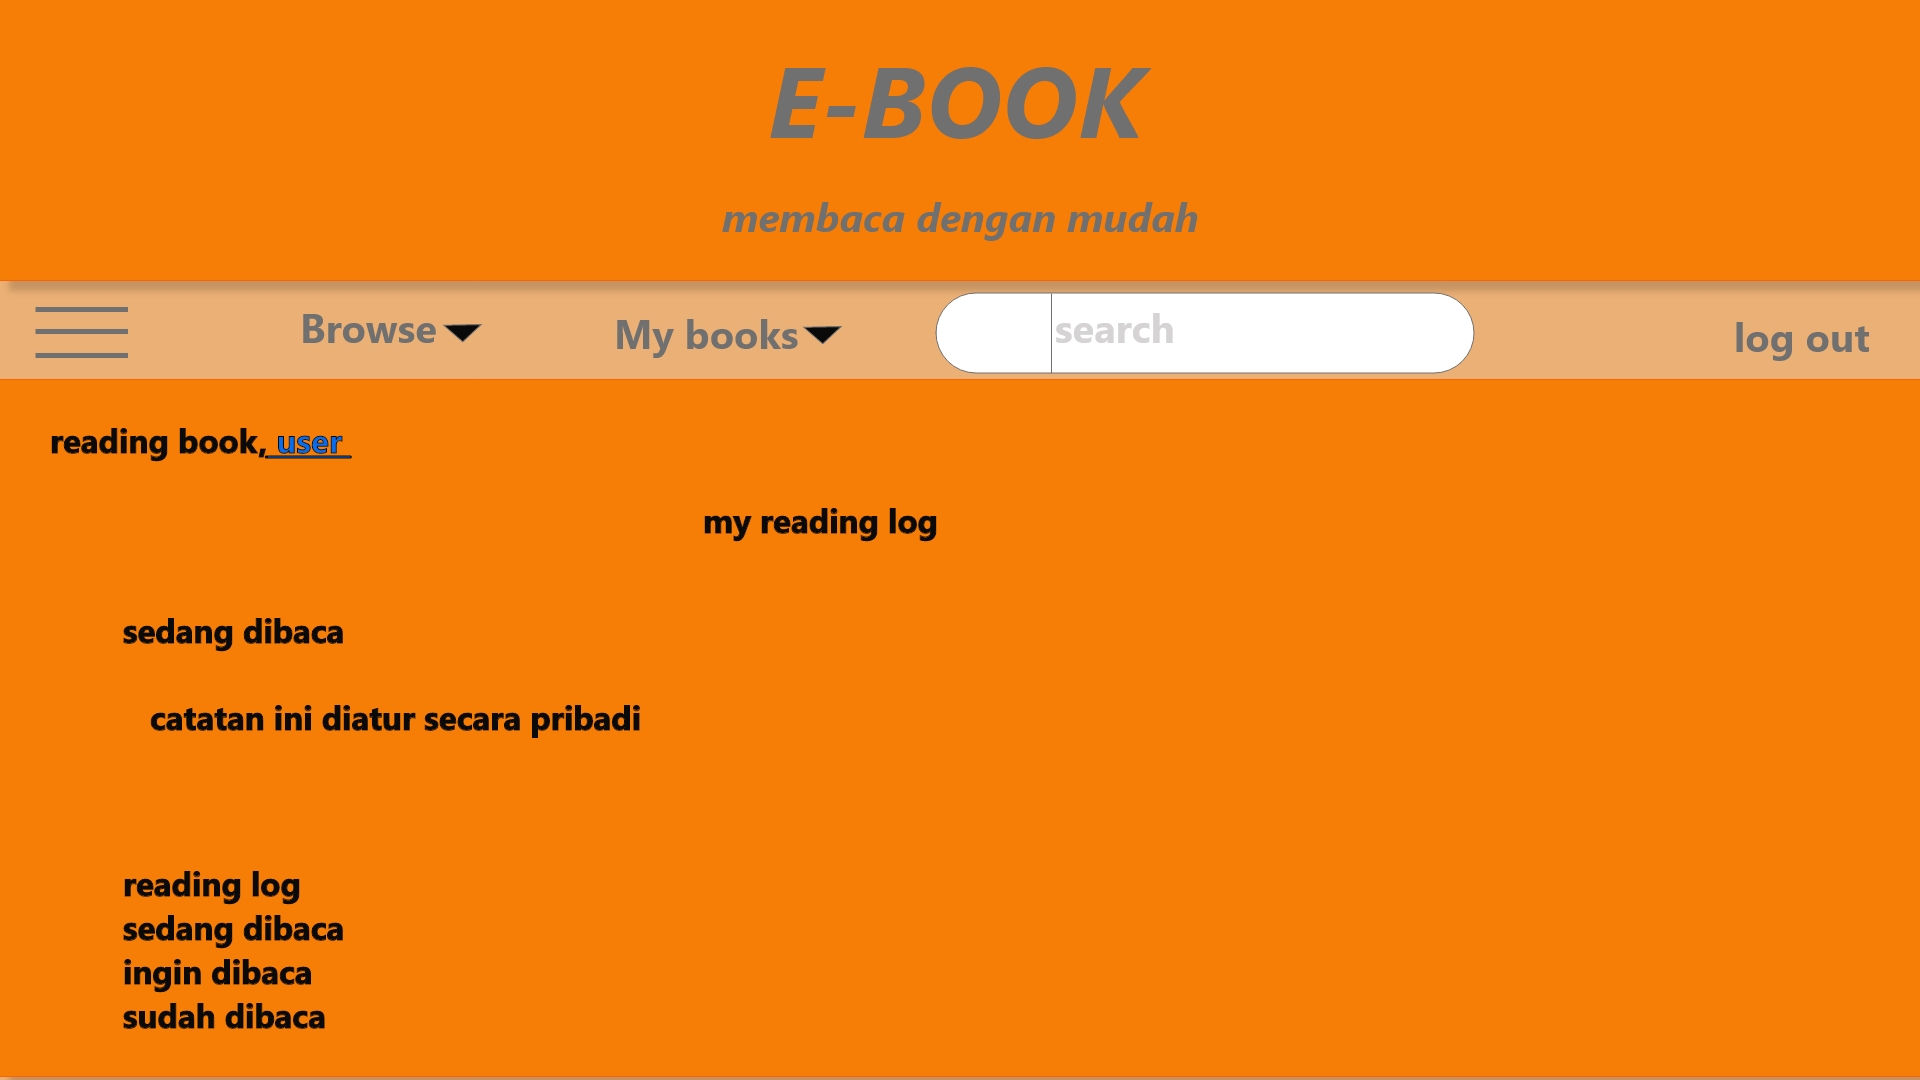 E-BOOK
membaca dengan mudah
Browse My books search log out
reading book, user
my reading log
sedang dibaca
catatan ini diatur secara pribadi
reading log
sedang dibaca
ingin dibaca
sudah dibaca